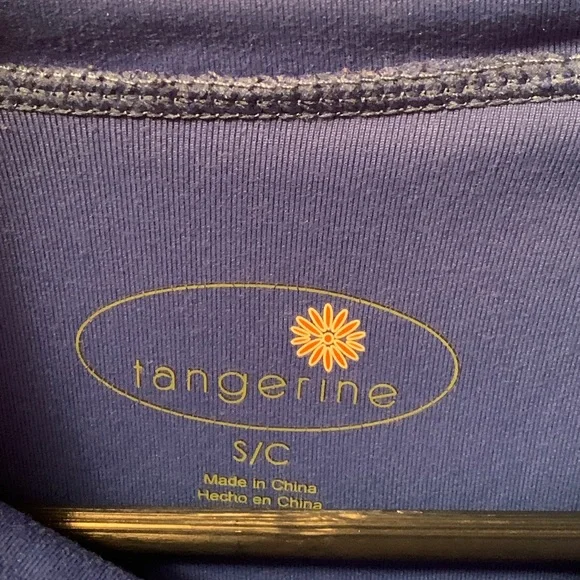 tangerine
S/C
Made in China
Hecho en China